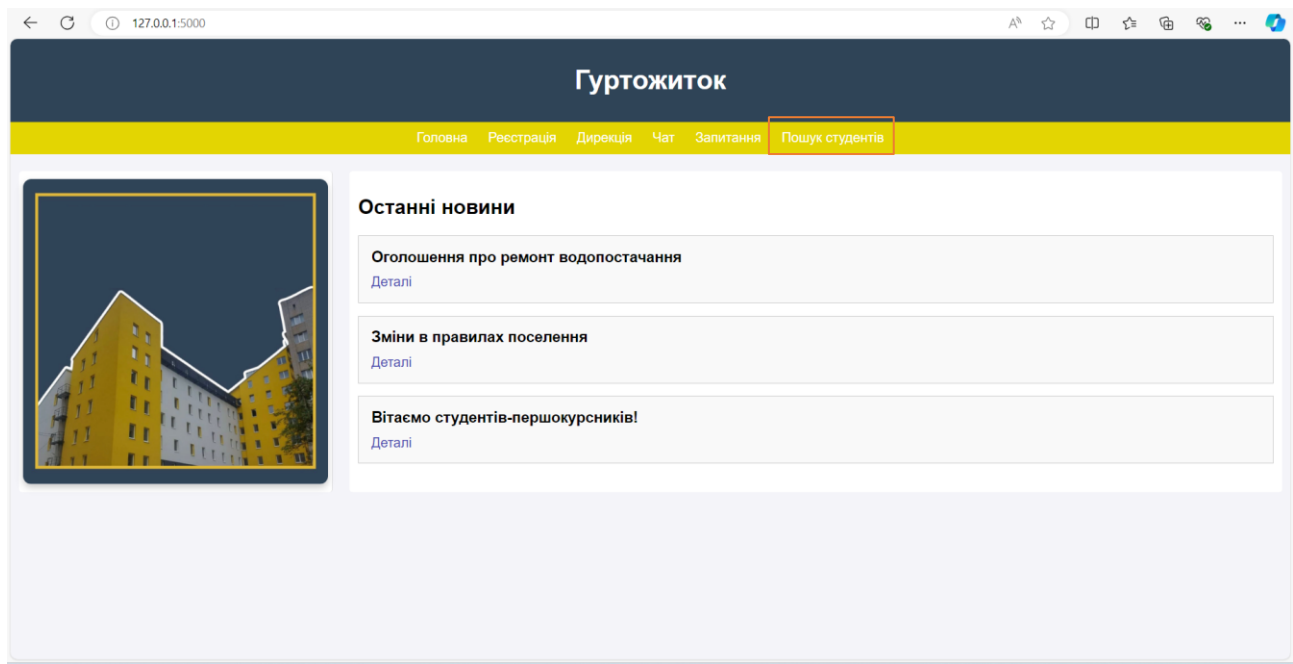 127.0.0.1:5000
Гуртожиток
Головна Реєстрація Дирекція Чат Запитання Пошук студентів
Останні новини
Оголошення про ремонт водопостачання
Деталі
Зміни в правилах поселення
Деталі
Вітаємо студентів-першокурсників!
Деталі